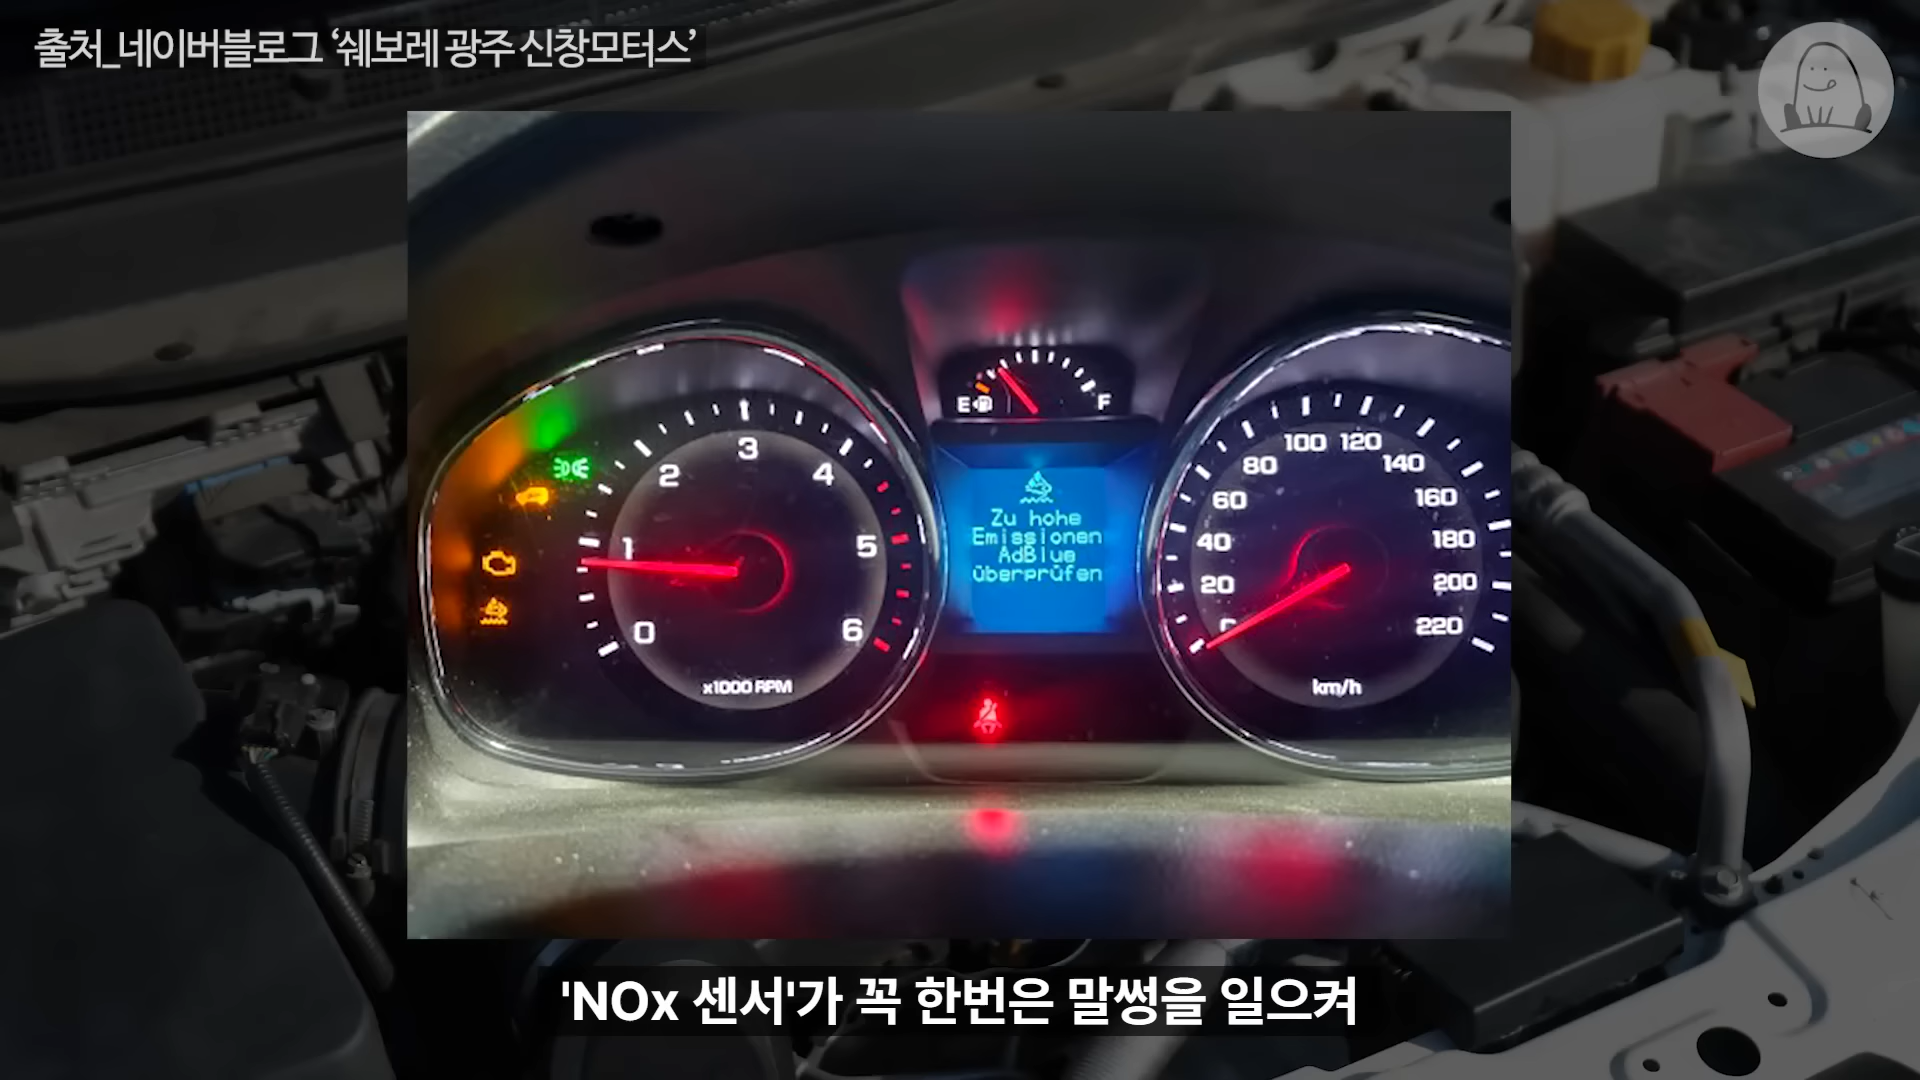 출처_네이버블로그 ‘쉐보레 광주 신창모터스’
E F
0 1 2 3 4 5 6
x1000 RPM
Zu hohe
Emissionen
AdBlue
überprüfen
0 20 40 60 80 100 120 140 160 180 200 220
km/h
'NOx 센서'가 꼭 한번은 말썽을 일으켜